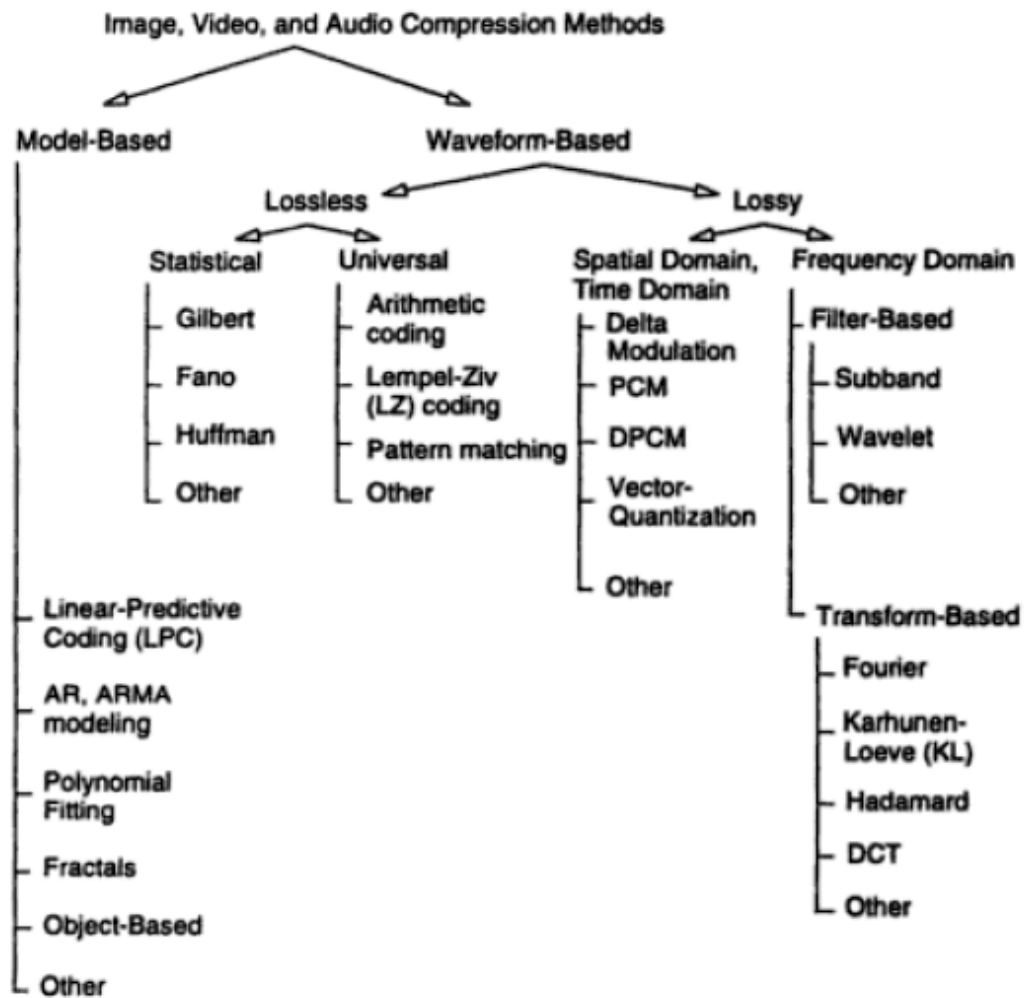 Image, Video, and Audio Compression Methods
Model-Based
Waveform-Based
Lossless
Lossy
Statistical
Gilbert
Fano
Huffman
Other
Universal
Arithmetic
coding
Lempel-Ziv
(LZ) coding
Pattern matching
Other
Spatial Domain,
Time Domain
Delta
Modulation
PCM
DPCM
Vector-
Quantization
Other
Frequency Domain
Filter-Based
Subband
Wavelet
Other
Transform-Based
Fourier
Karhunen-
Loeve (KL)
Hadamard
DCT
Other
Linear-Predictive
Coding (LPC)
AR, ARMA
modeling
Polynomial
Fitting
Fractals
Object-Based
Other